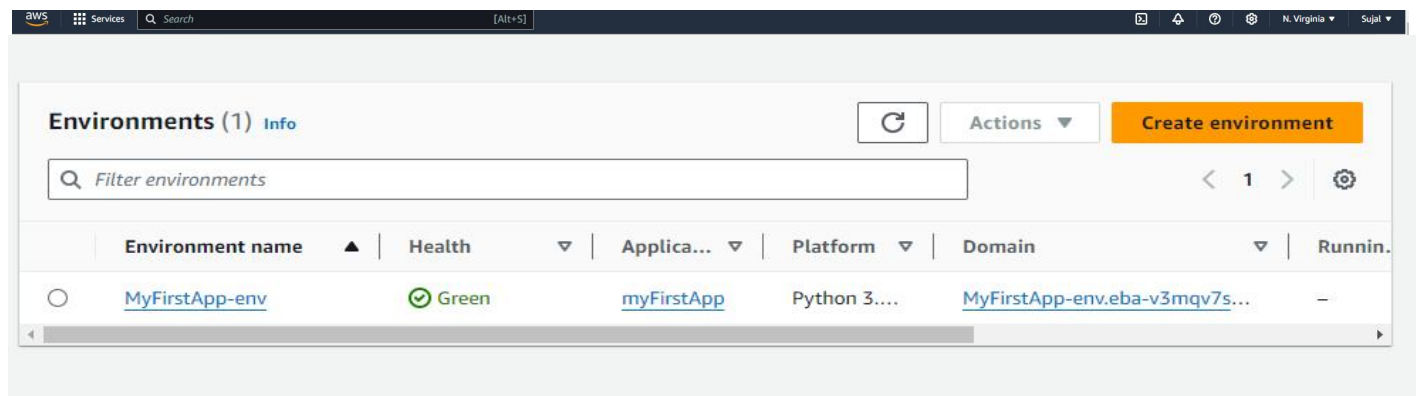 aws Services Search [Alt+S] N. Virginia Sujal
Environments (1) Info Actions Create environment
Filter environments 1
Environment name Health Applica... Platform Domain Runnin.
MyFirstApp-env Green myFirstApp Python 3.... MyFirstApp-env.eba-v3mqv7s... –